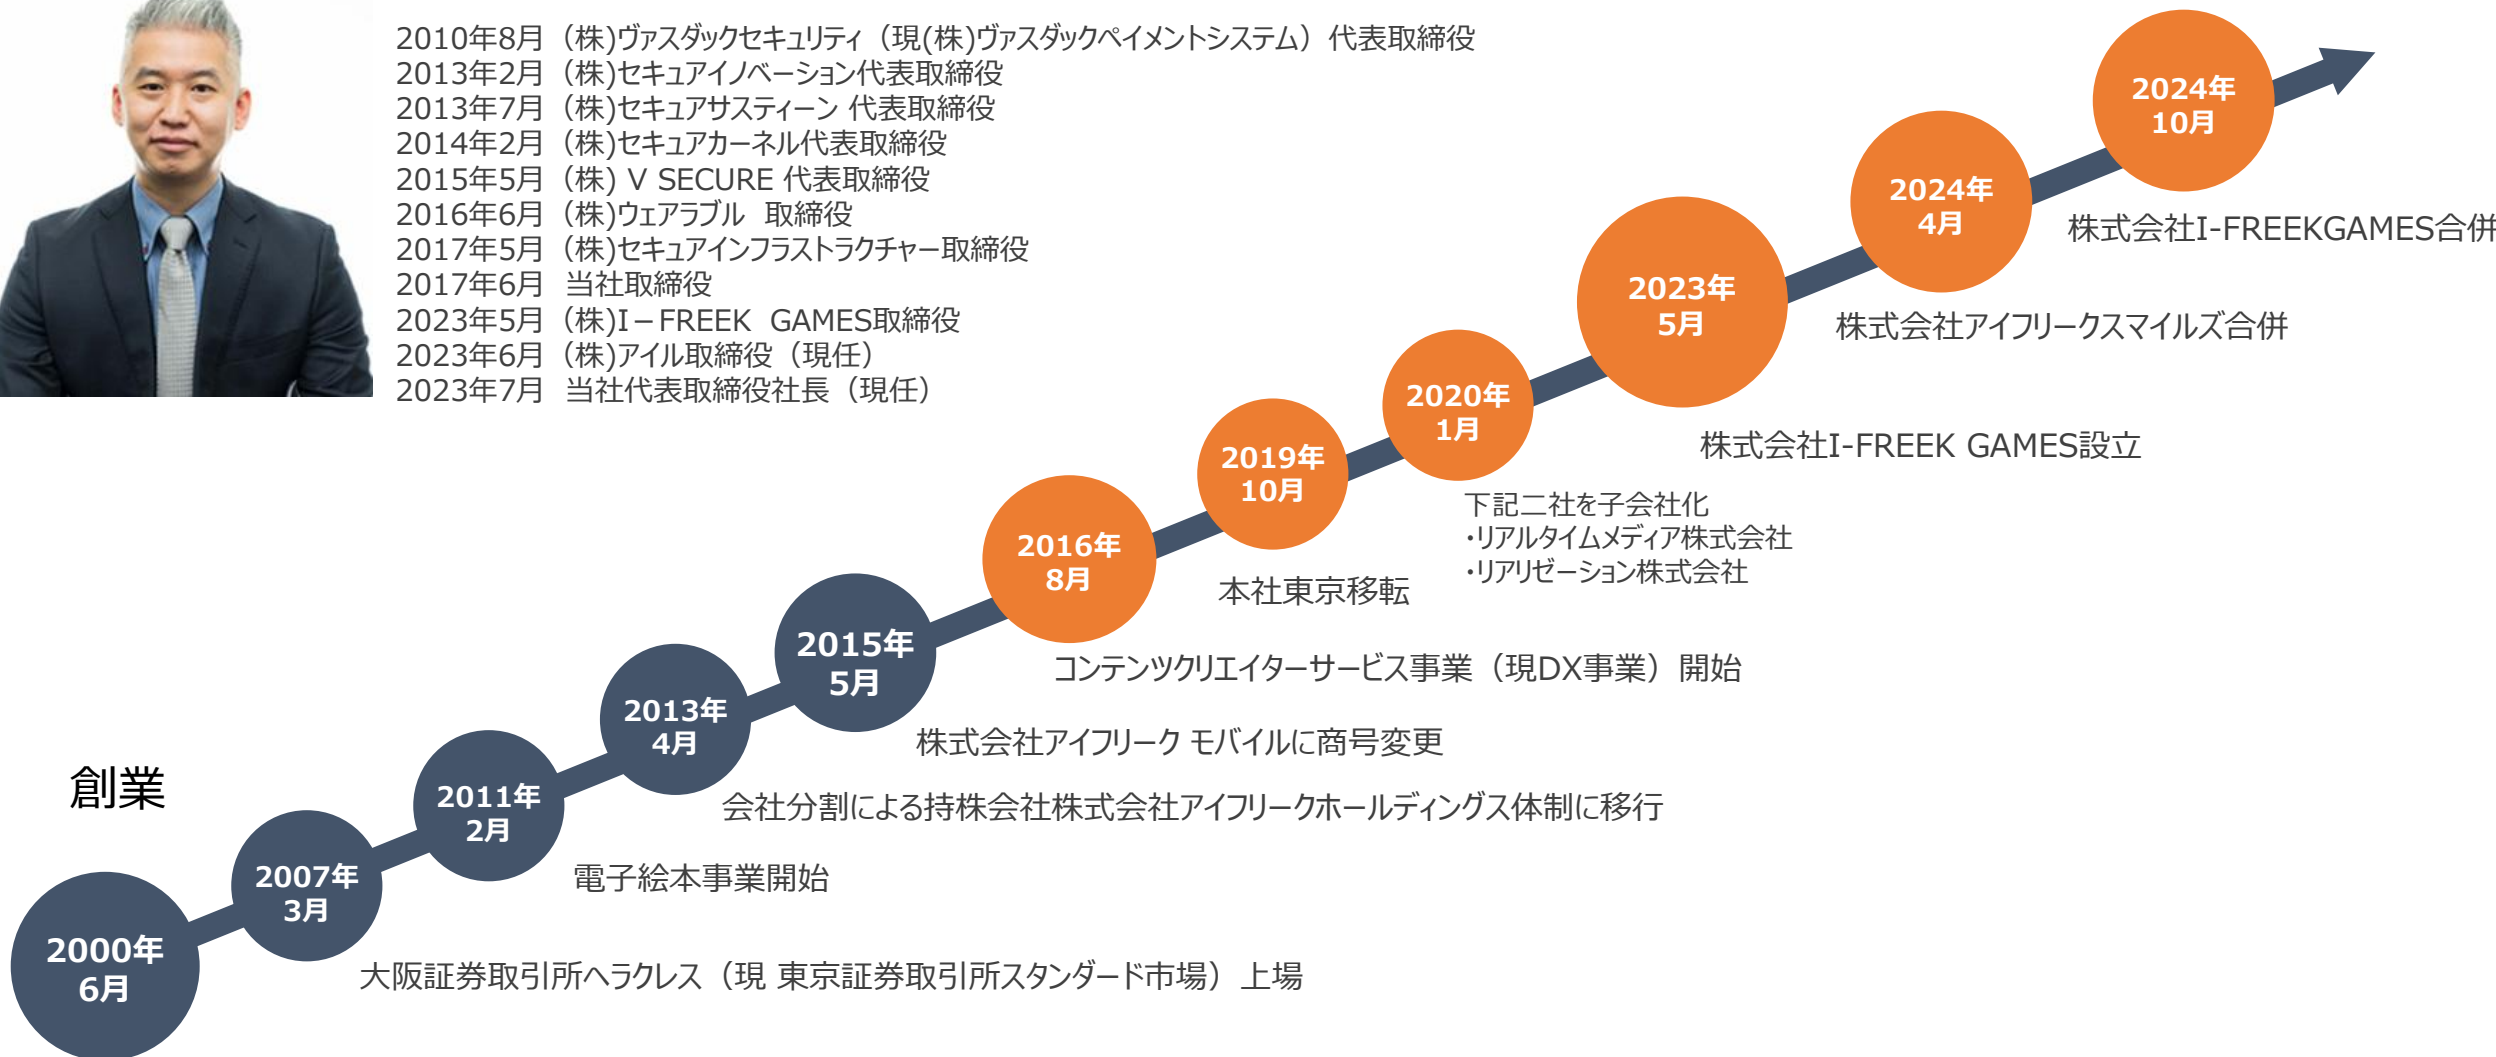 2010年8月（株)ヴァスダックセキュリティ（現(株)ヴァスダックペイメントシステム）代表取締役
2013年2月（株)セキュアイノベーション代表取締役
2013年7月（株)セキュアサスティーン 代表取締役
2014年2月（株)セキュアカーネル代表取締役
2015年5月（株) V SECURE 代表取締役
2016年6月（株)ウェアラブル 取締役
2017年5月（株)セキュアインフラストラクチャー取締役
2017年6月 当社取締役
2023年5月（株)I－FREEK GAMES取締役
2023年6月（株)アイル取締役（現任）
2023年7月 当社代表取締役社長（現任）
創業
2000年
6月
2007年
3月
大阪証券取引所ヘラクレス（現 東京証券取引所スタンダード市場）上場
2011年
2月
電子絵本事業開始
2013年
4月
会社分割による持株会社株式会社アイフリークホールディングス体制に移行
2015年
5月
株式会社アイフリーク モバイルに商号変更
2016年
8月
コンテンツクリエイターサービス事業（現DX事業）開始
2019年
10月
本社東京移転
2020年
1月
下記二社を子会社化
・リアルタイムメディア株式会社
・リアリゼーション株式会社
2023年
5月
株式会社I-FREEK GAMES設立
2024年
4月
株式会社アイフリークスマイルズ合併
2024年
10月
株式会社I-FREEKGAMES合併